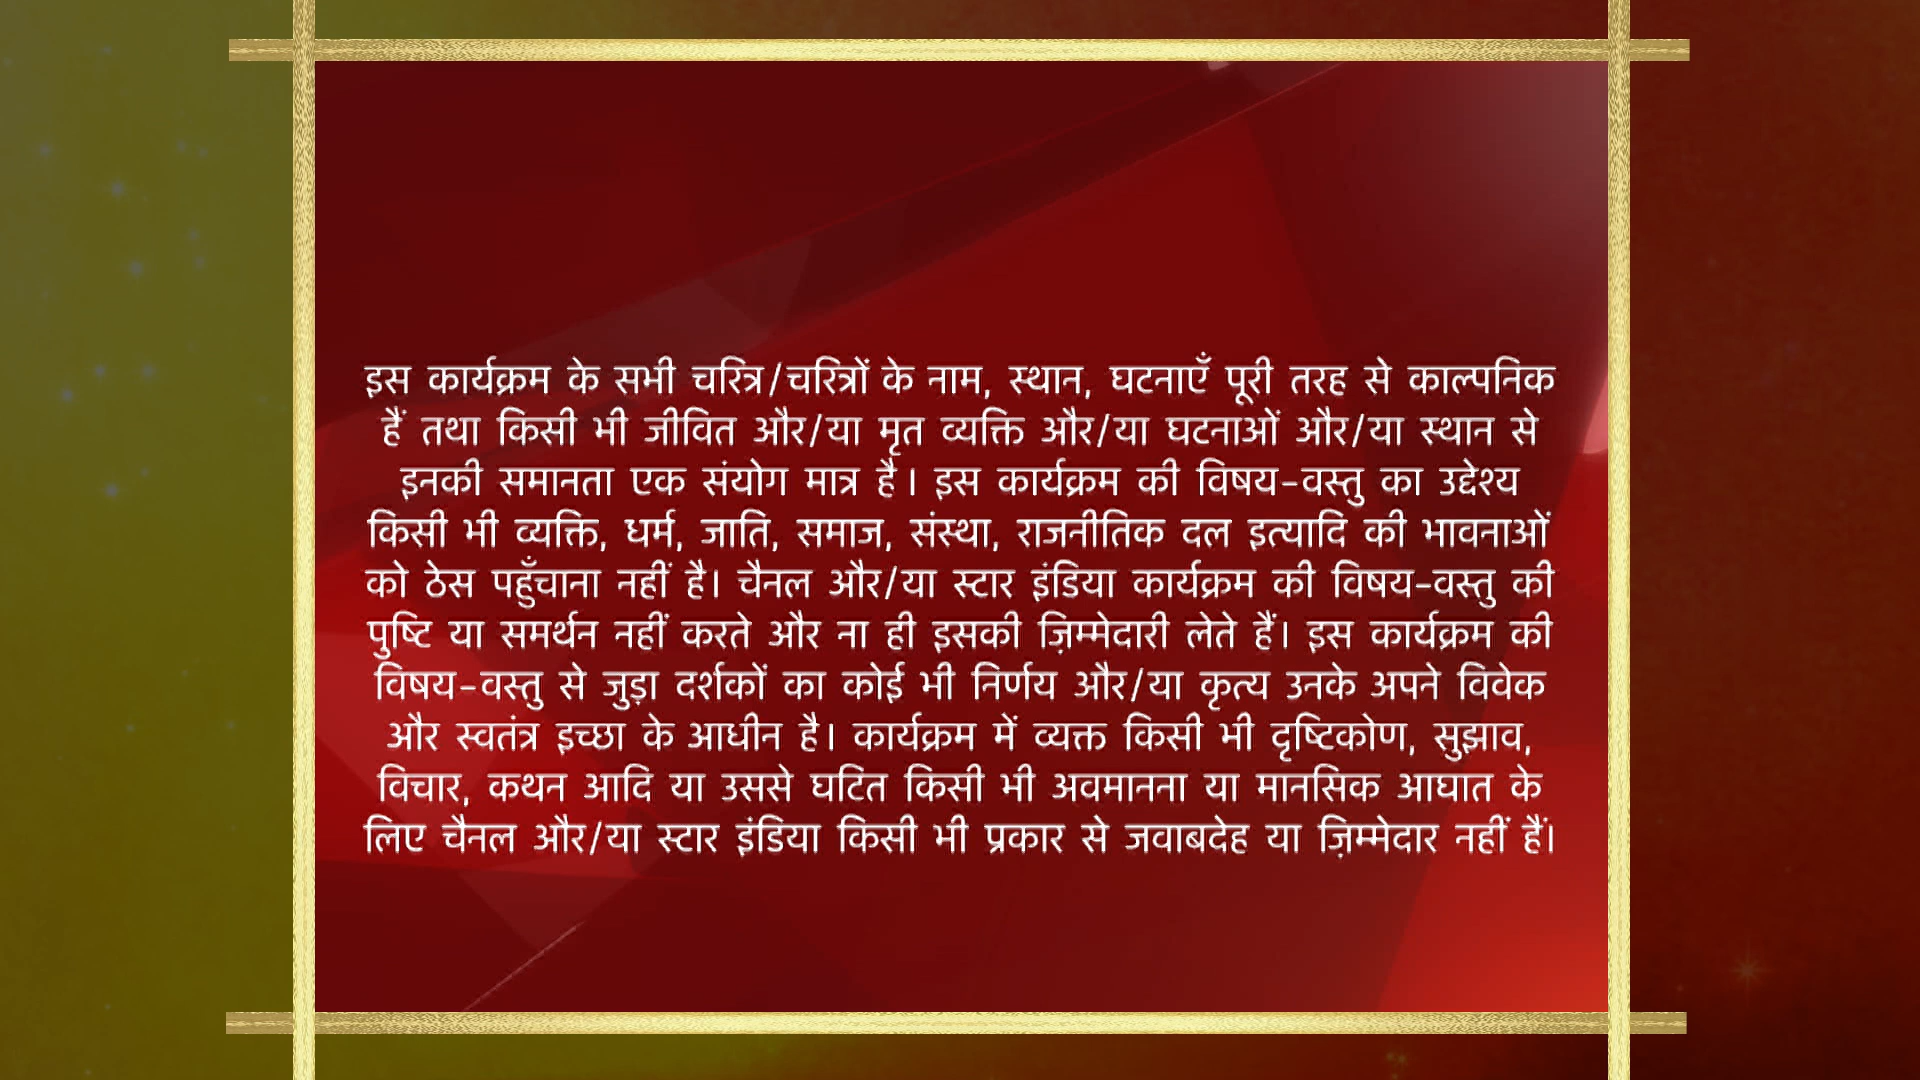 इस कार्यक्रम के सभी चरित्र/चरित्रों के नाम, स्थान, घटनाएँ पूरी तरह से काल्पनिक
हैं तथा किसी भी जीवित और/या मृत व्यक्ति और/या घटनाओं और/या स्थान से
इनकी समानता एक संयोग मात्र है। इस कार्यक्रम की विषय-वस्तु का उद्देश्य
किसी भी व्यक्ति, धर्म, जाति, समाज, संस्था, राजनीतिक दल इत्यादि की भावनाओं
को ठेस पहुँचाना नहीं है। चैनल और/या स्टार इंडिया कार्यक्रम की विषय-वस्तु की
पुष्टि या समर्थन नहीं करते और ना ही इसकी ज़िम्मेदारी लेते हैं। इस कार्यक्रम की
विषय-वस्तु से जुड़ा दर्शकों का कोई भी निर्णय और/या कृत्य उनके अपने विवेक
और स्वतंत्र इच्छा के आधीन है। कार्यक्रम में व्यक्त किसी भी दृष्टिकोण, सुझाव,
विचार, कथन आदि या उससे घटित किसी भी अवमानना या मानसिक आघात के
लिए चैनल और/या स्टार इंडिया किसी भी प्रकार से जवाबदेह या ज़िम्मेदार नहीं हैं।